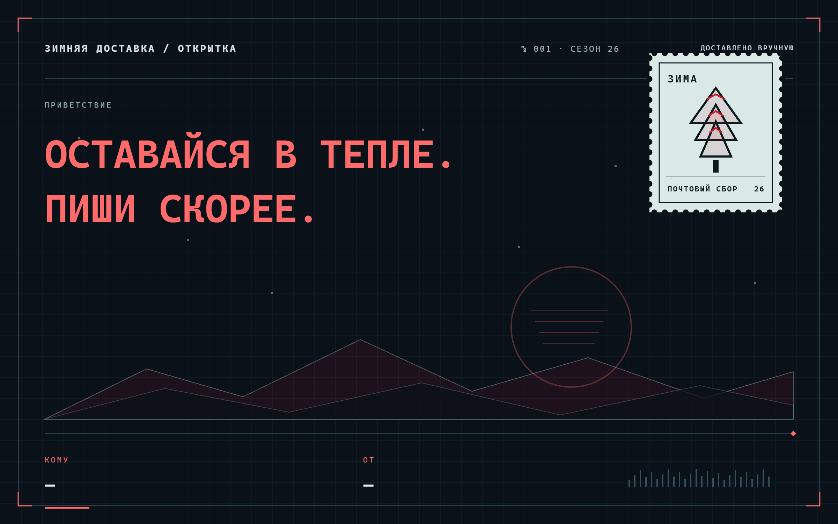 ЗИМНЯЯ ДОСТАВКА / ОТКРЫТКА
№ 001 · СЕЗОН 26
ДОСТАВЛЕНО ВРУЧНУЮ
ЗИМА
ПРИВЕТСТВИЕ
ОСТАВАЙСЯ В ТЕПЛЕ.
ПИШИ СКОРЕЕ.
ПОЧТОВЫЙ СБОР 26
КОМУ
—
ОТ
—